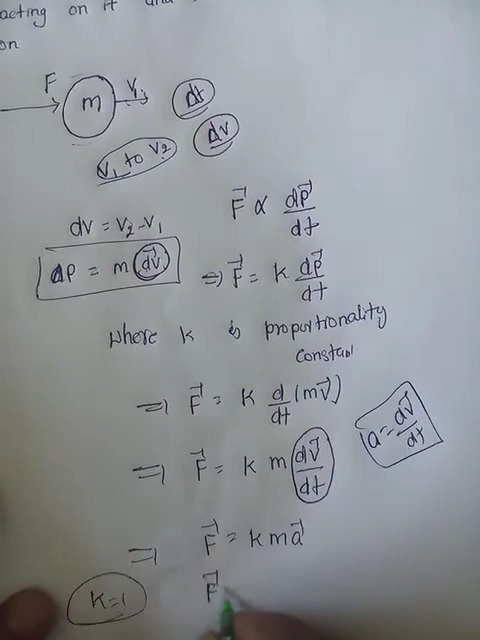 acting on it and
on
F m V₁ dt
dv
V₁ to V₂
dv = V₂-V₁
dp = m dv⃗
F⃗ ∝ dp⃗/dt
⇒ F⃗ = K dp⃗/dt
where K is proportionality
constant
⇒ F⃗ = K d/dt (mv⃗)
⇒ F⃗ = K m dv⃗/dt
a = dv⃗/dt
⇒ F⃗ = K ma⃗
K=1
F⃗